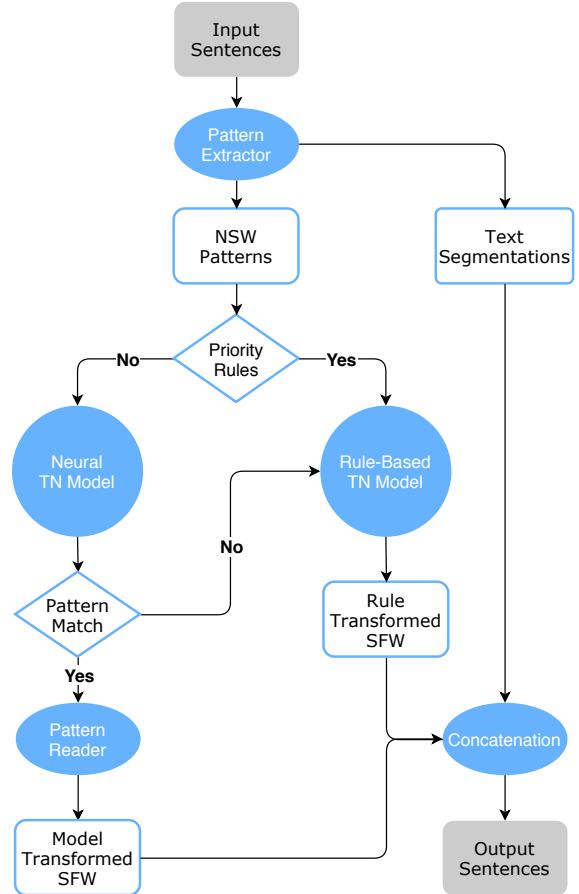 Input
Sentences
Pattern
Extractor
NSW
Patterns
Text
Segmentations
Priority
Rules
No
Yes
Neural
TN Model
Rule-Based
TN Model
No
Pattern
Match
Rule
Transformed
SFW
Yes
Pattern
Reader
Concatenation
Model
Transformed
SFW
Output
Sentences